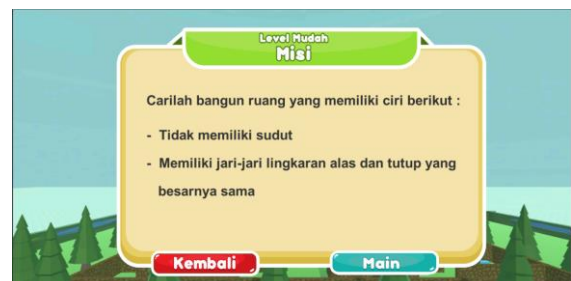 Level Mudah
Misi
Carilah bangun ruang yang memiliki ciri berikut :
- Tidak memiliki sudut
- Memiliki jari-jari lingkaran alas dan tutup yang
besarnya sama
Kembali
Main